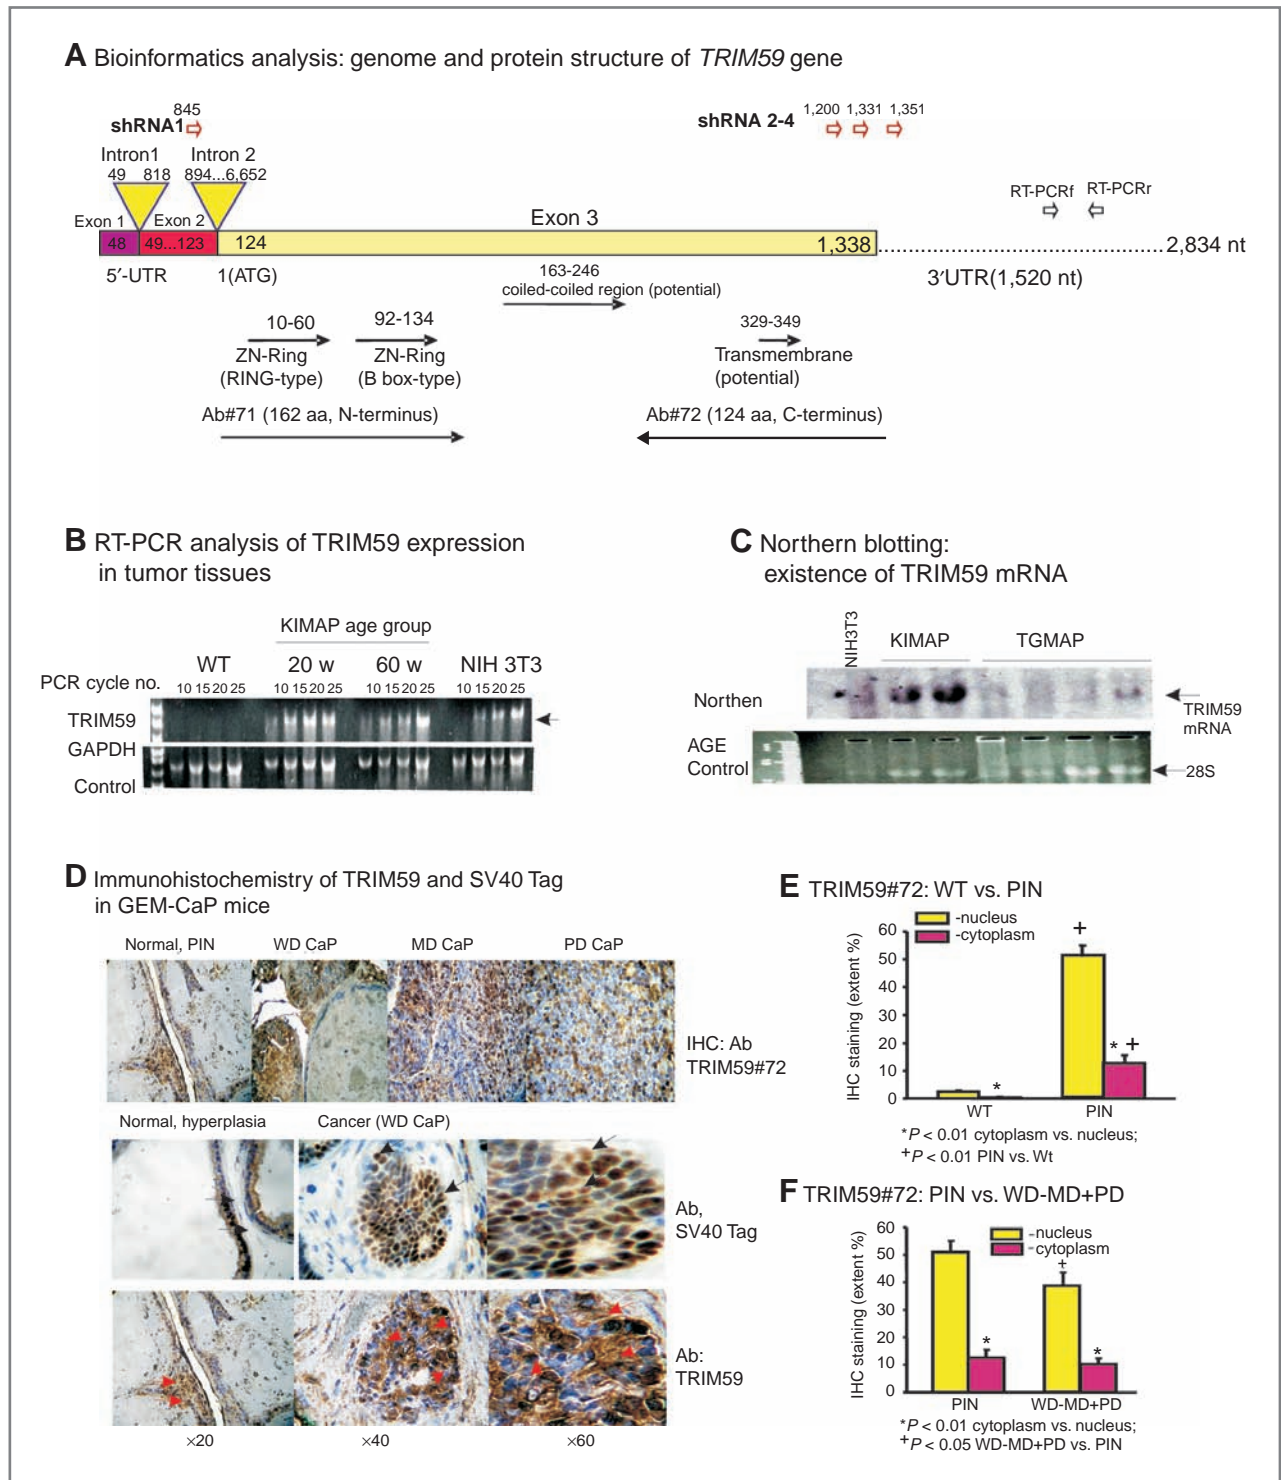 A Bioinformatics analysis: genome and protein structure of TRIM59 gene
845
shRNA1
shRNA 2-4
1,200 1,331 1,351
Intron1 Intron 2
49 818 894...6,652
RT-PCRf RT-PCRr
Exon 1 Exon 2 Exon 3
48 49...123 124 1,338 2,834 nt
5′-UTR 1(ATG) 3′UTR(1,520 nt)
163-246
coiled-coiled region (potential)
10-60 92-134 329-349
ZN-Ring ZN-Ring Transmembrane
(RING-type) (B box-type) (potential)
Ab#71 (162 aa, N-terminus) Ab#72 (124 aa, C-terminus)
B RT-PCR analysis of TRIM59 expression
in tumor tissues
KIMAP age group
WT 20 w 60 w NIH 3T3
PCR cycle no. 10 15 20 25 10 15 20 25 10 15 20 25 10 15 20 25
TRIM59
GAPDH
Control
C Northern blotting:
existence of TRIM59 mRNA
NIH3T3 KIMAP TGMAP
Northen
TRIM59
mRNA
AGE
Control
28S
D Immunohistochemistry of TRIM59 and SV40 Tag
in GEM-CaP mice
Normal, PIN WD CaP MD CaP PD CaP
IHC: Ab
TRIM59#72
Normal, hyperplasia Cancer (WD CaP)
Ab,
SV40 Tag
Ab:
TRIM59
×20 ×40 ×60
E TRIM59#72: WT vs. PIN
-nucleus
-cytoplasm
IHC staining (extent %)
60
50
40
30
20
10
0
+
* +
*
WT PIN
*P < 0.01 cytoplasm vs. nucleus;
+P < 0.01 PIN vs. Wt
F TRIM59#72: PIN vs. WD-MD+PD
-nucleus
-cytoplasm
IHC staining (extent %)
60
50
40
30
20
10
0
+
* *
PIN WD-MD+PD
*P < 0.01 cytoplasm vs. nucleus;
+P < 0.05 WD-MD+PD vs. PIN